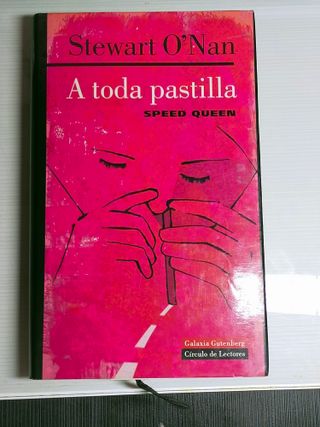 Stewart O'Nan
A toda pastilla
SPEED QUEEN
Galaxia Gutenberg
Círculo de Lectores